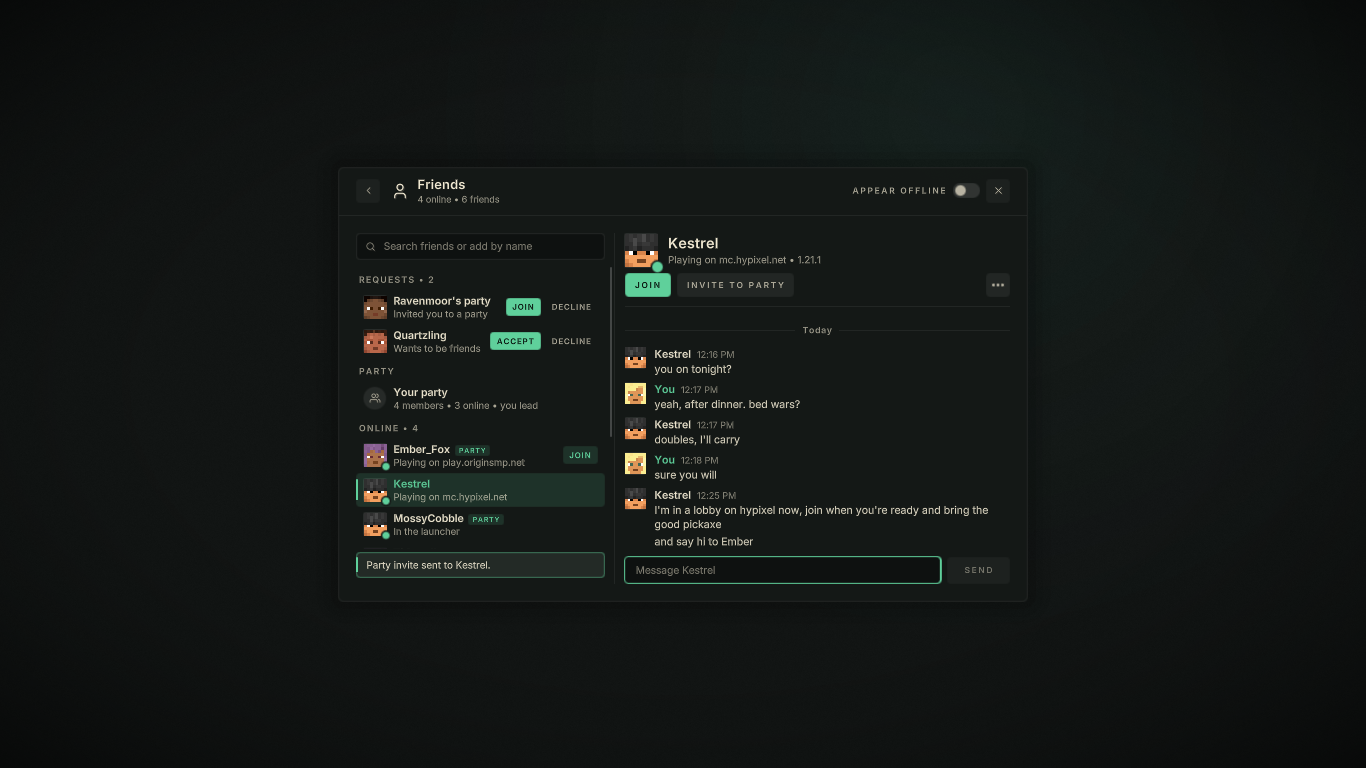 Friends
4 online • 6 friends
APPEAR OFFLINE
Search friends or add by name
REQUESTS • 2
Ravenmoor's party
Invited you to a party
JOIN
DECLINE
Quartzling
Wants to be friends
ACCEPT
DECLINE
PARTY
Your party
4 members • 3 online • you lead
ONLINE • 4
Ember_Fox PARTY
Playing on play.originsmp.net
JOIN
Kestrel
Playing on mc.hypixel.net
MossyCobble PARTY
In the launcher
Party invite sent to Kestrel.
Kestrel
Playing on mc.hypixel.net • 1.21.1
JOIN
INVITE TO PARTY
Today
Kestrel 12:16 PM
you on tonight?
You 12:17 PM
yeah, after dinner. bed wars?
Kestrel 12:17 PM
doubles, I'll carry
You 12:18 PM
sure you will
Kestrel 12:25 PM
I'm in a lobby on hypixel now, join when you're ready and bring the
good pickaxe
and say hi to Ember
Message Kestrel
SEND